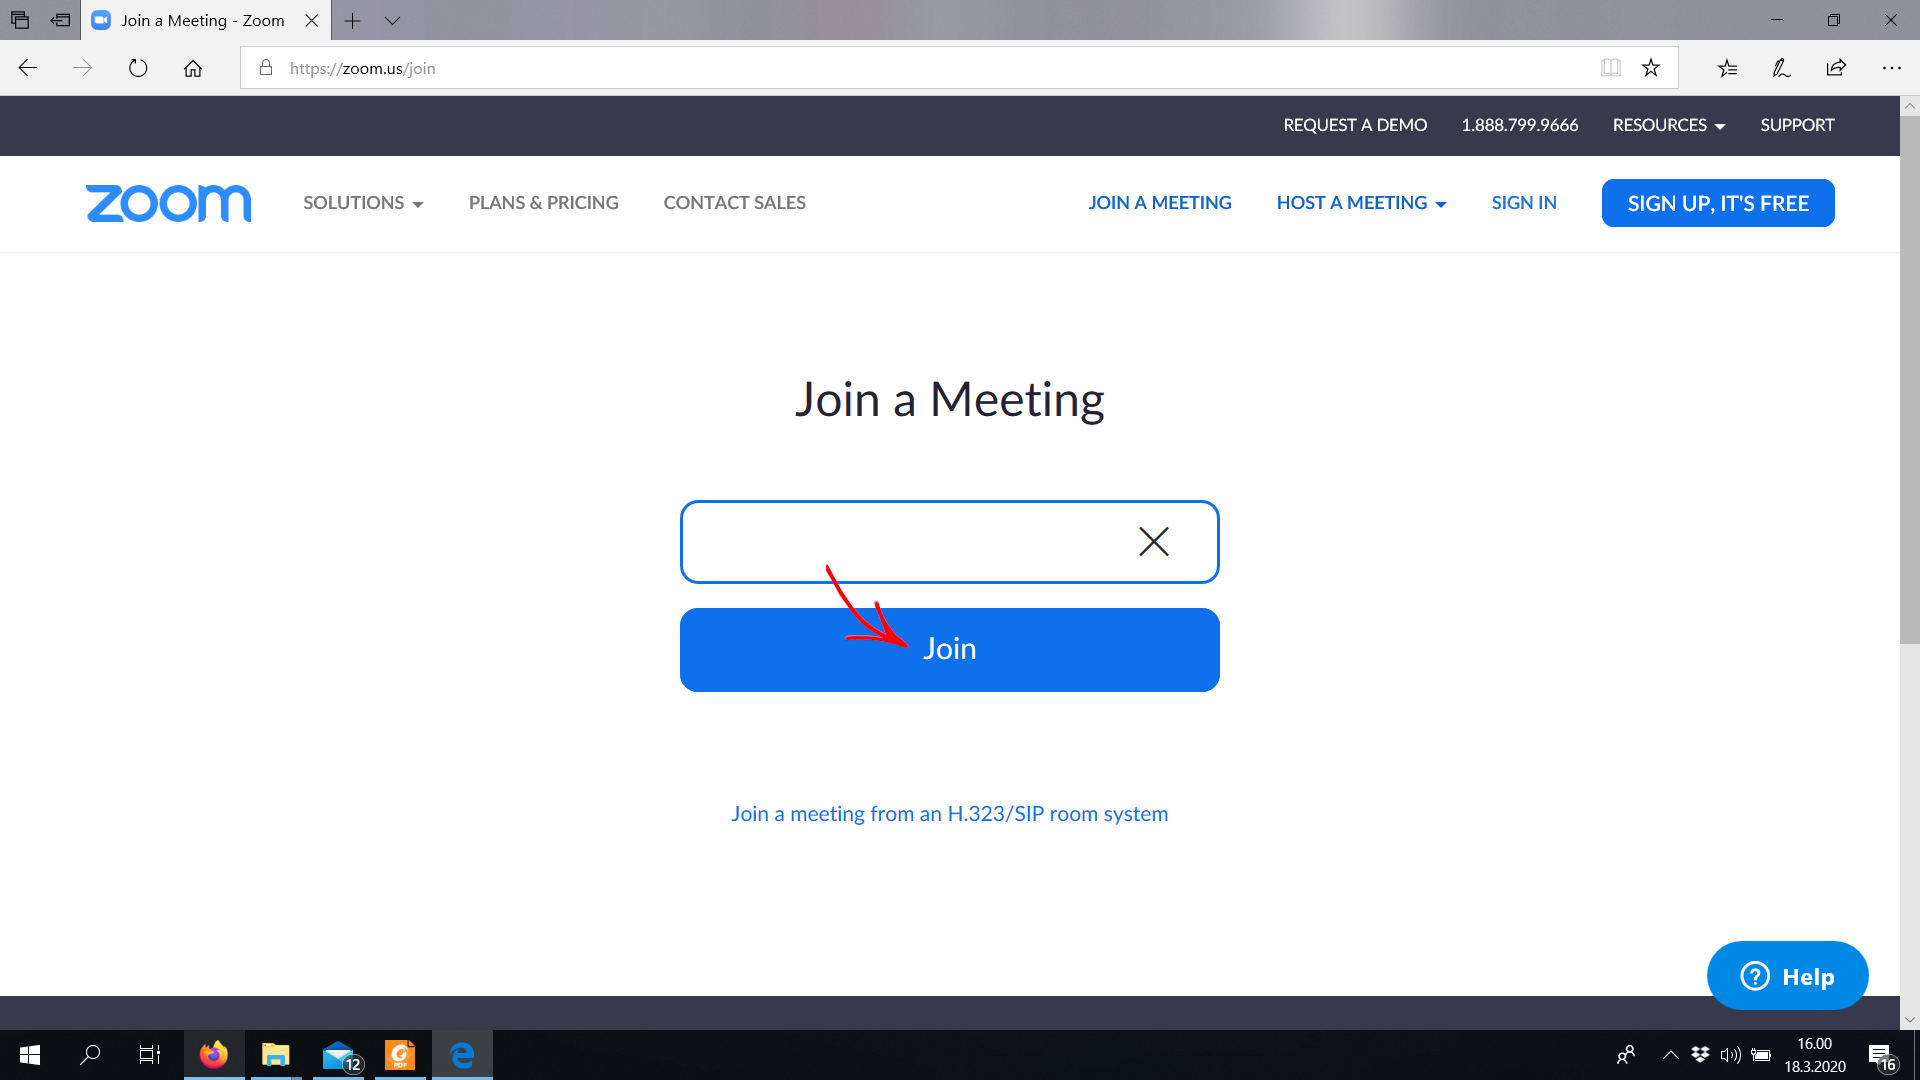 Join a Meeting - Zoom
https://zoom.us/join
REQUEST A DEMO 1.888.799.9666 RESOURCES SUPPORT
zoom SOLUTIONS PLANS & PRICING CONTACT SALES JOIN A MEETING HOST A MEETING SIGN IN SIGN UP, IT'S FREE
Join a Meeting
Join
Join a meeting from an H.323/SIP room system
? Help
12
PDF
16.00
18.3.2020
16